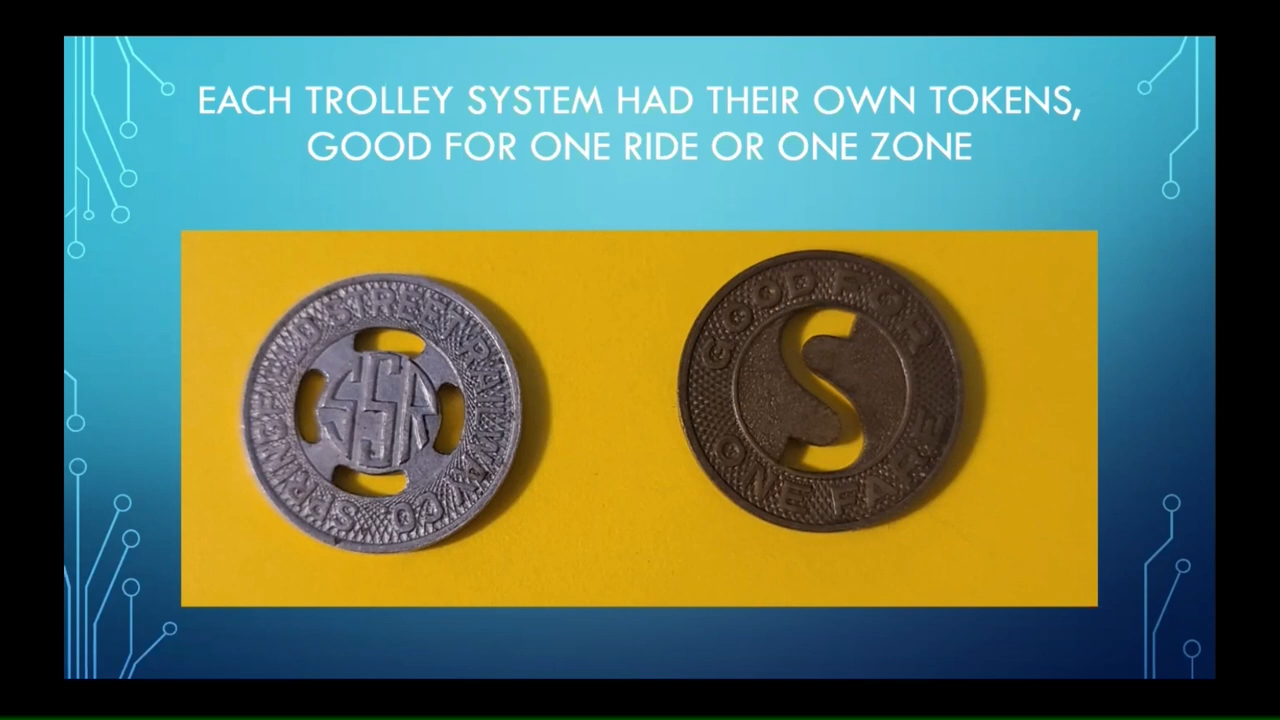 EACH TROLLEY SYSTEM HAD THEIR OWN TOKENS,
GOOD FOR ONE RIDE OR ONE ZONE
SPRINGFIELD STREET RAILWAY CO
SSR
GOOD FOR
S
ONE FARE